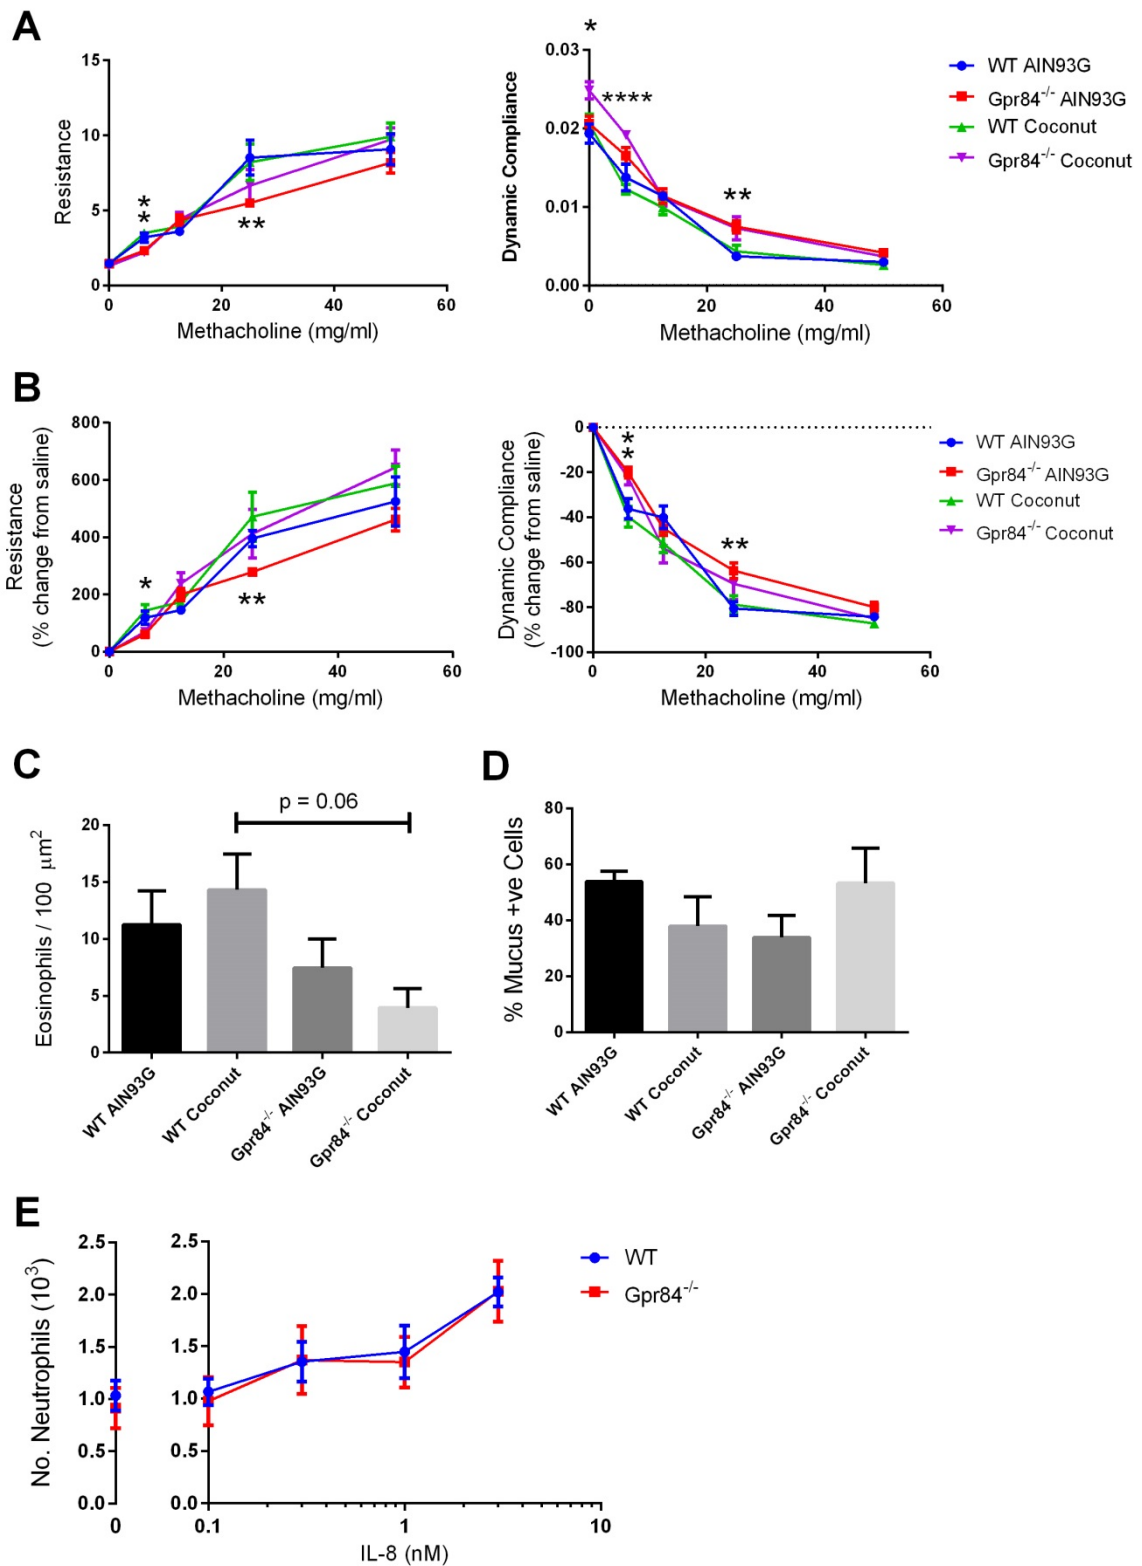 A
15
10
5
0
Resistance
*
*
**
0 20 40 60
Methacholine (mg/ml)
*
0.03
0.02
0.01
0.00
Dynamic Compliance
****
**
0 20 40 60
Methacholine (mg/ml)
WT AIN93G
Gpr84-/- AIN93G
WT Coconut
Gpr84-/- Coconut
B
800
600
400
200
0
Resistance
(% change from saline)
*
**
0 20 40 60
Methacholine (mg/ml)
0
-20
-40
-60
-80
-100
Dynamic Compliance
(% change from saline)
*
*
**
0 20 40 60
Methacholine (mg/ml)
WT AIN93G
Gpr84-/- AIN93G
WT Coconut
Gpr84-/- Coconut
C
p = 0.06
20
15
10
5
0
Eosinophils / 100 μm2
WT AIN93G
WT Coconut
Gpr84-/- AIN93G
Gpr84-/- Coconut
D
80
60
40
20
0
% Mucus +ve Cells
WT AIN93G
WT Coconut
Gpr84-/- AIN93G
Gpr84-/- Coconut
E
2.5
2.0
1.5
1.0
0.5
0.0
No. Neutrophils (103)
0
2.5
2.0
1.5
1.0
0.5
0.0
0.1 1 10
IL-8 (nM)
WT
Gpr84-/-